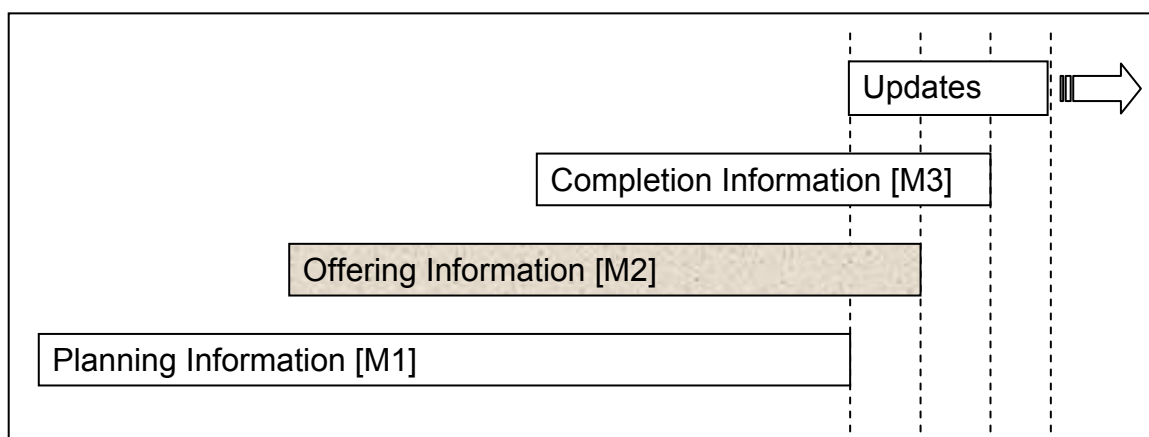 Updates
Completion Information [M3]
Offering Information [M2]
Planning Information [M1]